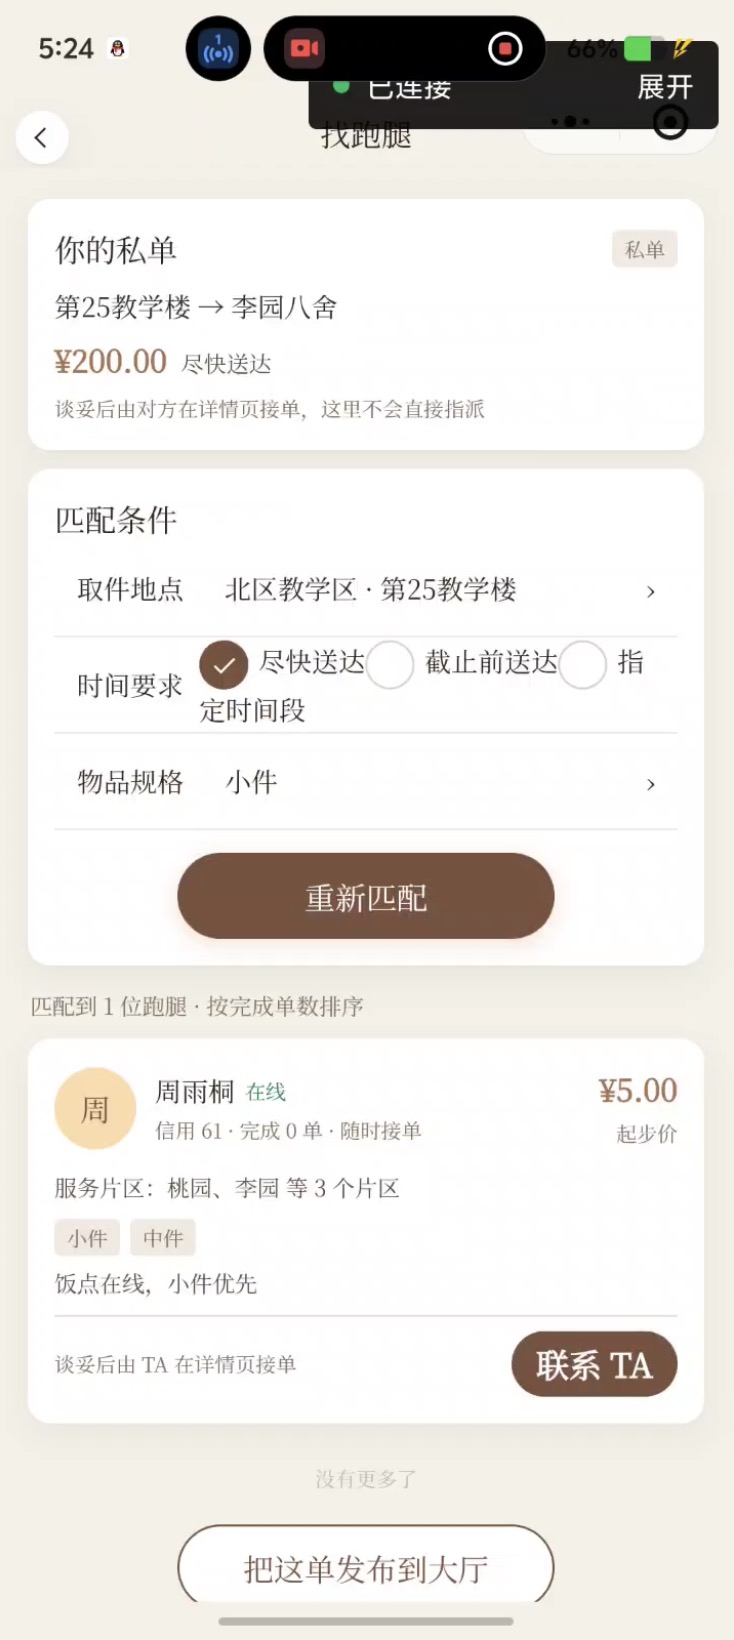 5:24
1
66%
已连接
展开
找跑腿
你的私单
私单
第25教学楼 → 李园八舍
¥200.00 尽快送达
谈妥后由对方在详情页接单，这里不会直接指派
匹配条件
取件地点 北区教学区 · 第25教学楼 ›
时间要求 尽快送达 截止前送达 指
定时间段
物品规格 小件 ›
重新匹配
匹配到 1 位跑腿 · 按完成单数排序
周
周雨桐 在线
¥5.00
信用 61 · 完成 0 单 · 随时接单
起步价
服务片区：桃园、李园 等 3 个片区
小件 中件
饭点在线，小件优先
谈妥后由 TA 在详情页接单
联系 TA
没有更多了
把这单发布到大厅